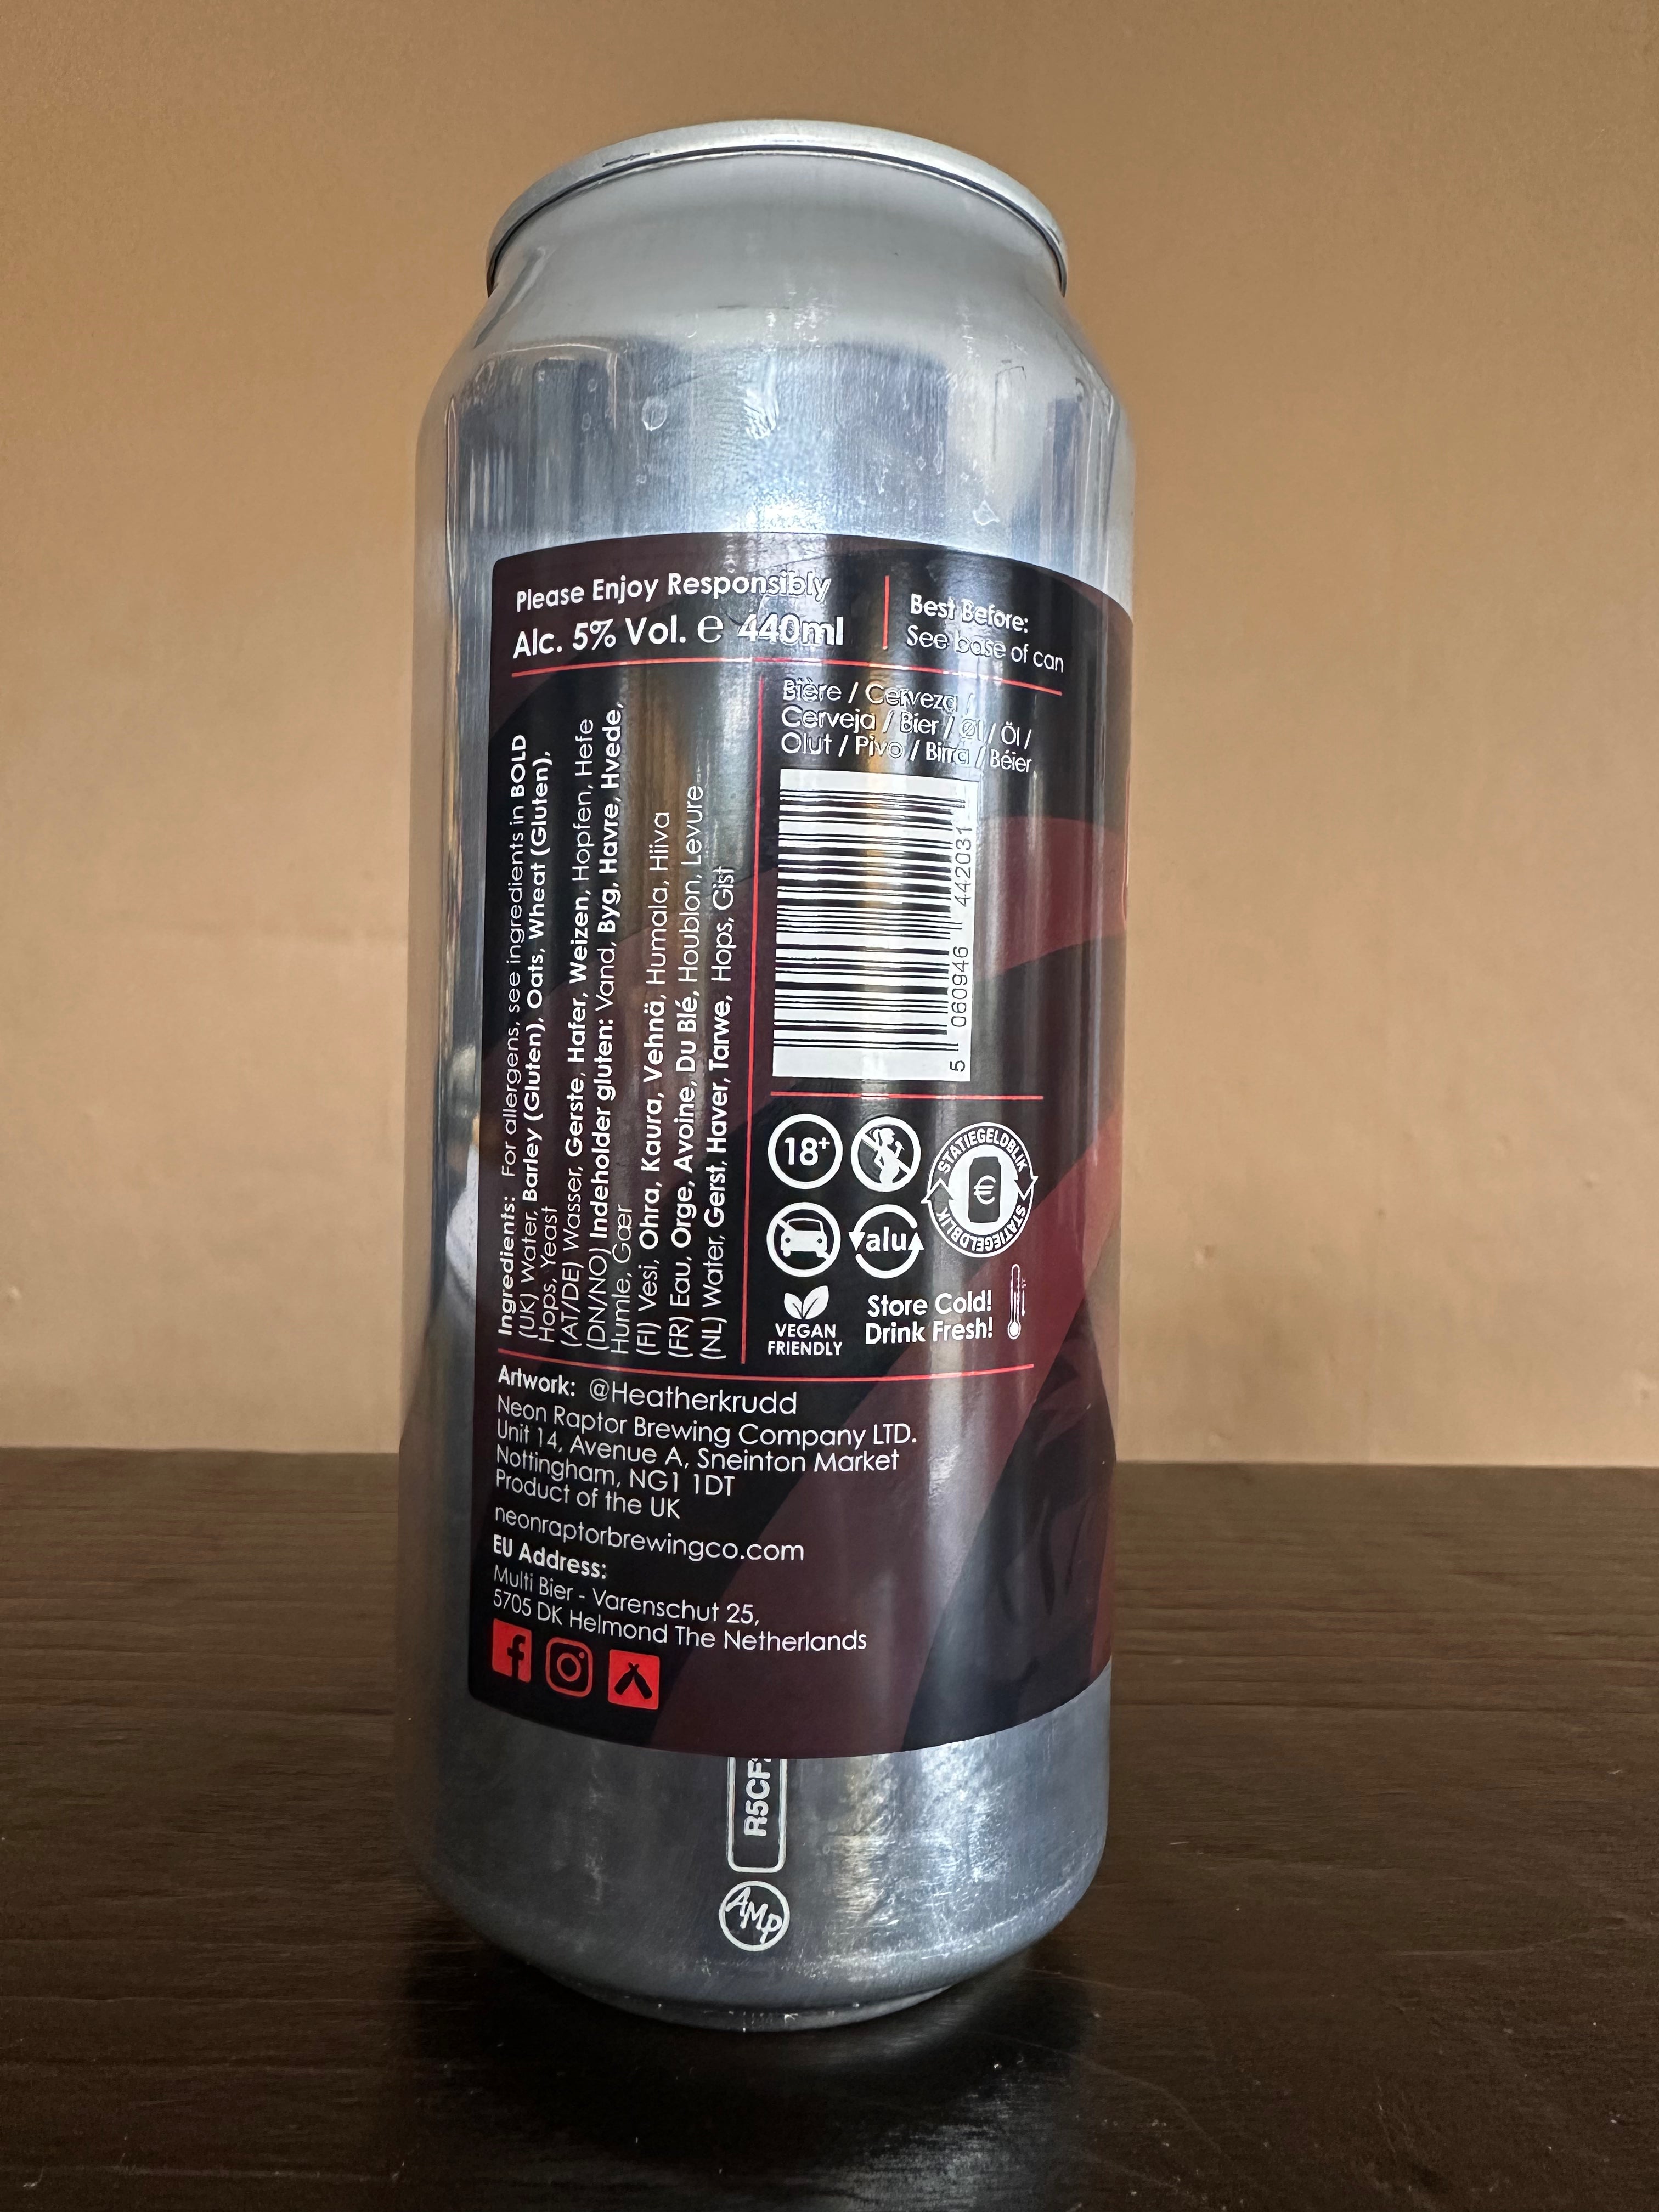 Please Enjoy Responsibly
Alc. 5% Vol. e 440ml
Best Before:
See base of can
Ingredients: For allergens, see ingredients in BOLD
(UK) Water, Barley (Gluten), Oats, Wheat (Gluten),
Hops, Yeast
(AT/DE) Wasser, Gerste, Hafer, Weizen, Hopfen, Hefe
(DN/NO) Indeholder gluten: Vand, Byg, Havre, Hvede,
Humle, Gær
(FI) Vesi, Ohra, Kaura, Vehnä, Humala, Hiiva
(FR) Eau, Orge, Avoine, Du Blé, Houblon, Levure
(NL) Water, Gerst, Haver, Tarwe, Hops, Gist
Bière / Cerveza /
Cerveja / Bier / Øl / Öl /
Olut / Pivo / Birra / Béier
5 060946 442031
18+
STATIEGELDBLIK
STATIEGELDBLIK
alu
VEGAN
FRIENDLY
Store Cold!
Drink Fresh!
Artwork: @Heatherkrudd
Neon Raptor Brewing Company LTD.
Unit 14, Avenue A, Sneinton Market
Nottingham, NG1 1DT
Product of the UK
neonraptorbrewingco.com
EU Address:
Multi Bier - Varenschut 25,
5705 DK Helmond The Netherlands
R5CF
AMP